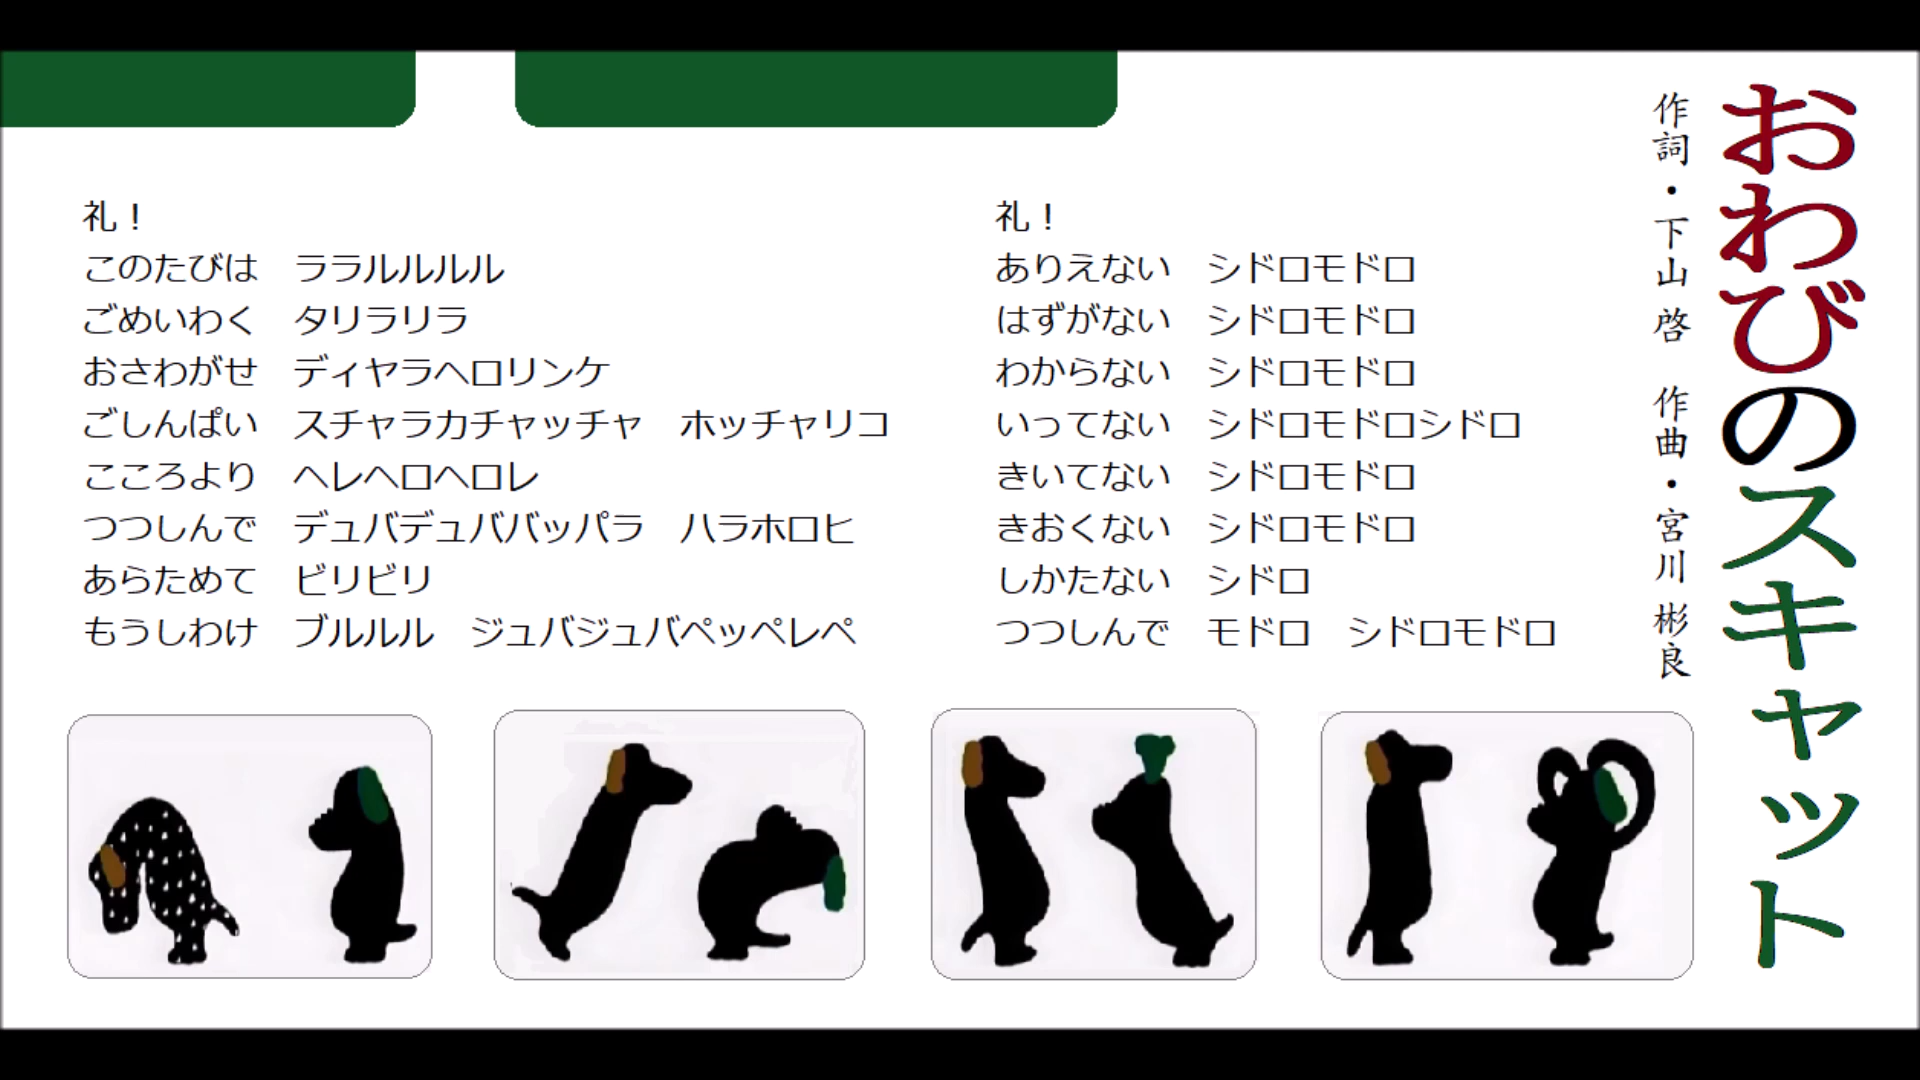 おわびのスキャット
作詞・下山 啓　作曲・宮川 彬良
礼！
このたびは　ララルルルル
ごめいわく　タリラリラ
おさわがせ　ディヤラヘロリンケ
ごしんぱい　スチャラカチャッチャ　ホッチャリコ
こころより　ヘレヘロヘロレ
つつしんで　デュバデュババッパラ　ハラホロヒ
あらためて　ビリビリ
もうしわけ　ブルルル　ジュバジュバペッペレペ
礼！
ありえない　シドロモドロ
はずがない　シドロモドロ
わからない　シドロモドロ
いってない　シドロモドロシドロ
きいてない　シドロモドロ
きおくない　シドロモドロ
しかたない　シドロ
つつしんで　モドロ　シドロモドロ